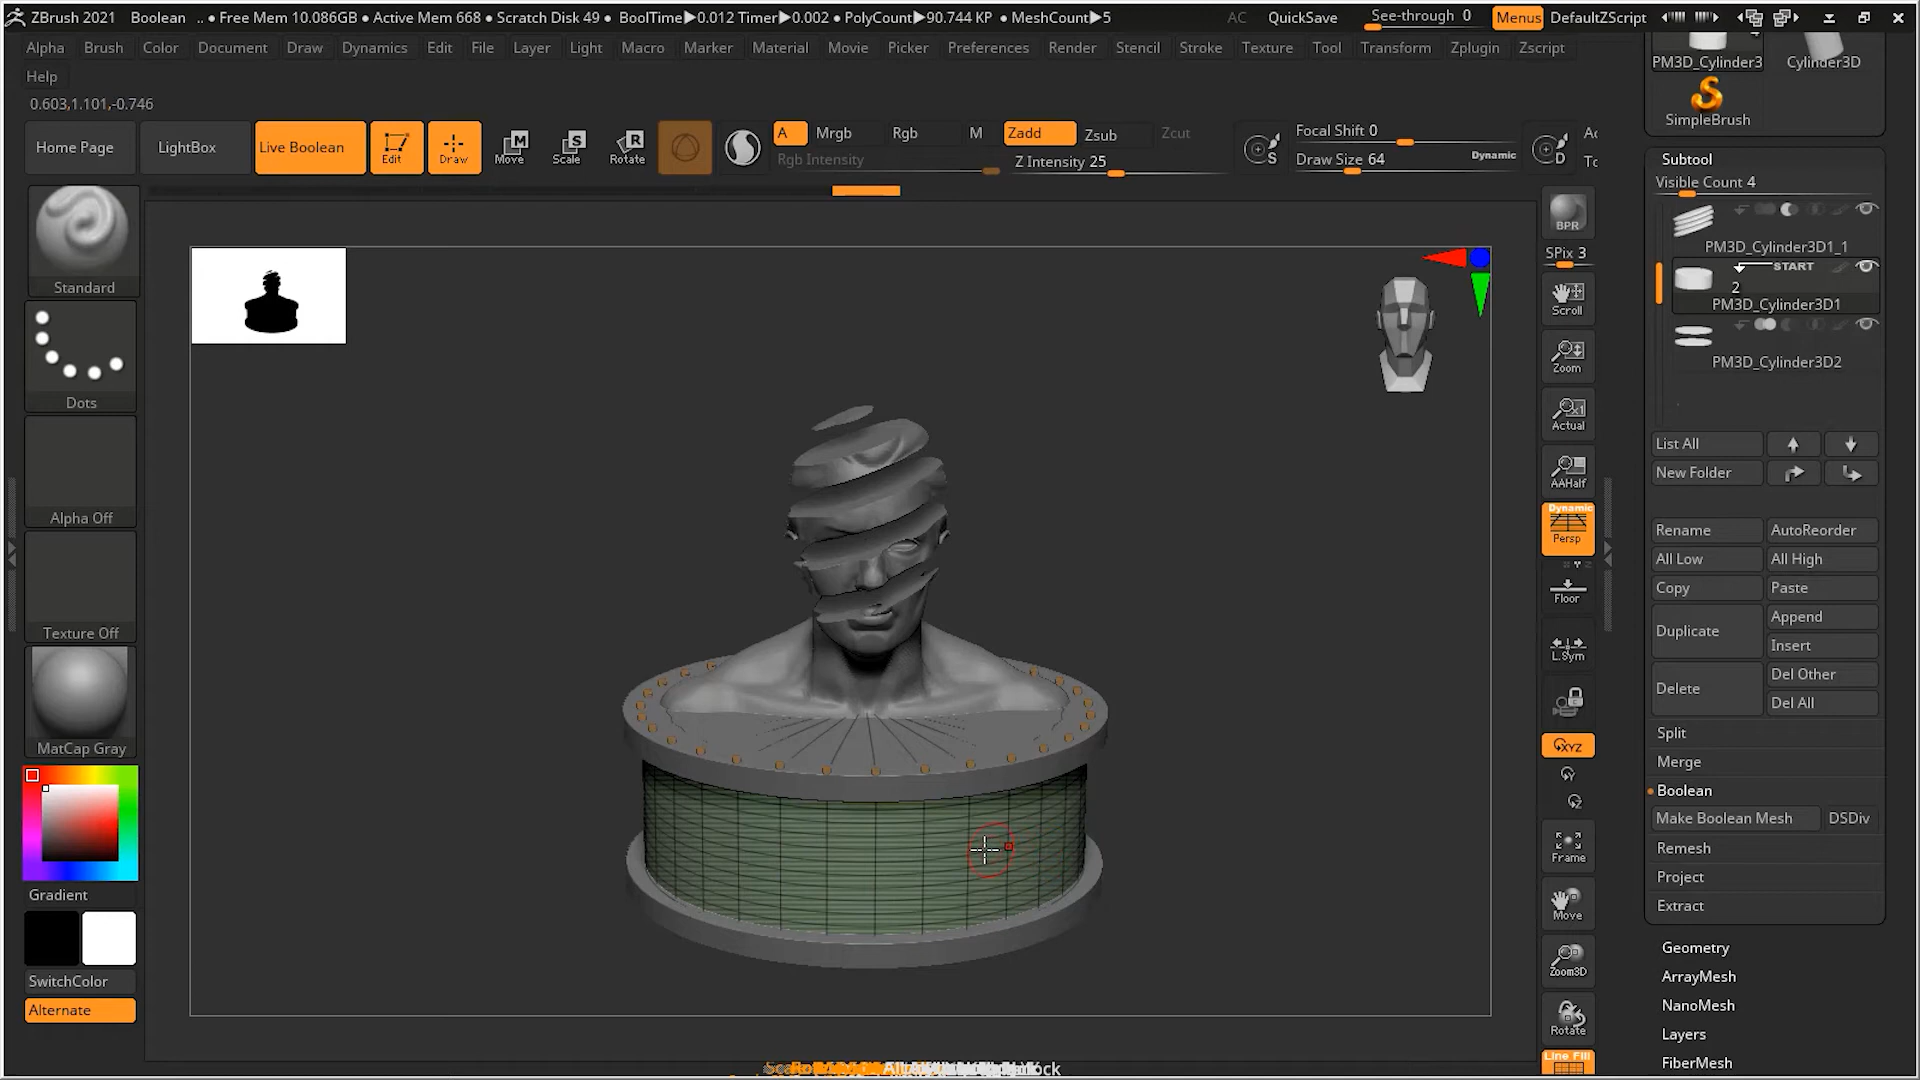 ZBrush 2021 Boolean .. • Free Mem 10.086GB • Active Mem 668 • Scratch Disk 49 • BoolTime▶0.012 Timer▶0.002 • PolyCount▶90.744 KP • MeshCount▶5 AC QuickSave See-through 0 Menus DefaultZScript
Alpha Brush Color Document Draw Dynamics Edit File Layer Light Macro Marker Material Movie Picker Preferences Render Stencil Stroke Texture Tool Transform Zplugin Zscript
Help
0.603,1.101,-0.746
Home Page LightBox Live Boolean Edit Draw Move Scale Rotate
M S R
A Mrgb Rgb M Zadd Zsub Zcut
Rgb Intensity Z Intensity 25
S Focal Shift 0
Draw Size 64 Dynamic D
Standard
Dots
Alpha Off
Texture Off
MatCap Gray
Gradient
SwitchColor
Alternate
BPR
SPix 3
Scroll
Zoom
Actual
AAHalf
Dynamic
Persp
Floor
L.Sym
XYZ
Y
Z
Frame
Move
Zoom3D
Rotate
Line Fill
PM3D_Cylinder3 Cylinder3D
SimpleBrush
Subtool
Visible Count 4
PM3D_Cylinder3D1_1
START
2
PM3D_Cylinder3D1
PM3D_Cylinder3D2
List All
New Folder
Rename AutoReorder
All Low All High
Copy Paste
Duplicate Append
Insert
Delete Del Other
Del All
Split
Merge
Boolean
Make Boolean Mesh DSDiv
Remesh
Project
Extract
Geometry
ArrayMesh
NanoMesh
Layers
FiberMesh